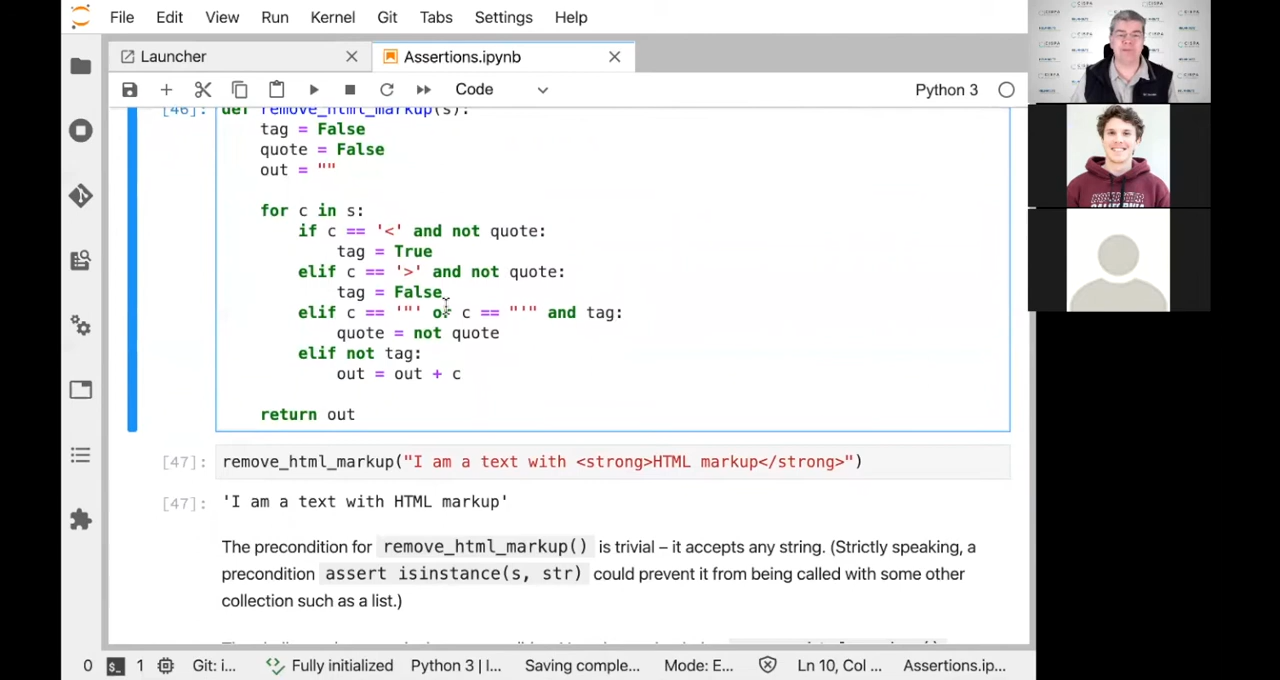 File Edit View Run Kernel Git Tabs Settings Help
Launcher
Assertions.ipynb
Code
Python 3
[46]: def remove_html_markup(s):
tag = False
quote = False
out = ""
for c in s:
if c == '<' and not quote:
tag = True
elif c == '>' and not quote:
tag = False
elif c == '"' or c == "'" and tag:
quote = not quote
elif not tag:
out = out + c
return out
[47]: remove_html_markup("I am a text with <strong>HTML markup</strong>")
[47]: 'I am a text with HTML markup'
The precondition for remove_html_markup() is trivial – it accepts any string. (Strictly speaking, a
precondition assert isinstance(s, str) could prevent it from being called with some other
collection such as a list.)
0 1 Git: i... Fully initialized Python 3 | I... Saving comple... Mode: E... Ln 10, Col ... Assertions.ip...
CISPA